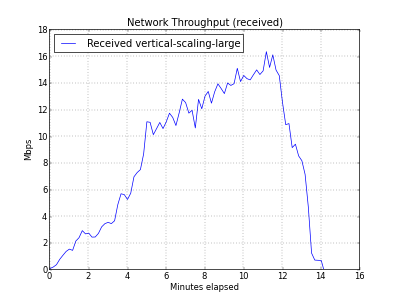 Network Throughput (received)
Received vertical-scaling-large
18
16
14
12
10
8
6
4
2
0
Mbps
0 2 4 6 8 10 12 14 16
Minutes elapsed